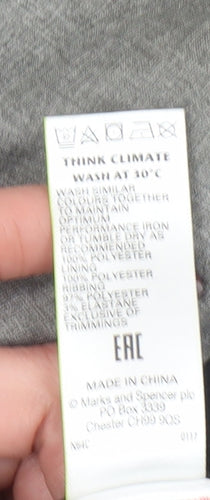 THINK CLIMATE
WASH AT 30°C
WASH SIMILAR
COLOURS TOGETHER
TO MAINTAIN
OPTIMUM
PERFORMANCE IRON
OR TUMBLE DRY AS
RECOMMENDED
100% POLYESTER
LINING
100% POLYESTER
RIBBING
97% POLYESTER
3% ELASTANE
EXCLUSIVE OF
TRIMMINGS
EAC
MADE IN CHINA
© Marks and Spencer plc
PO Box 3339
Chester CH99 9QS
N64C 0117